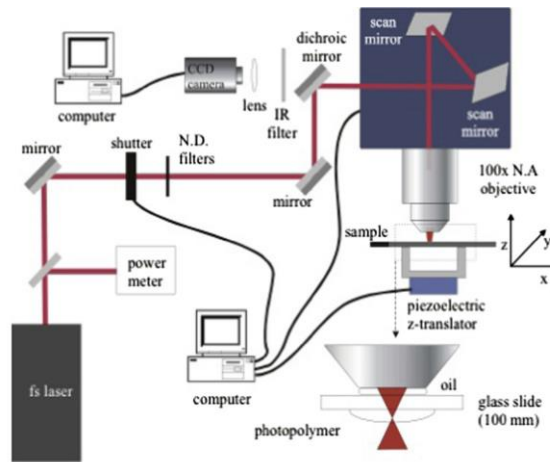 scan
mirror
dichroic
mirror
CCD
camera
lens
IR
filter
scan
mirror
computer
shutter
N.D.
filters
mirror
mirror
100x N.A
objective
sample
z
y
x
power
meter
piezoelectric
z-translator
fs laser
computer
oil
glass slide
(100 mm)
photopolymer